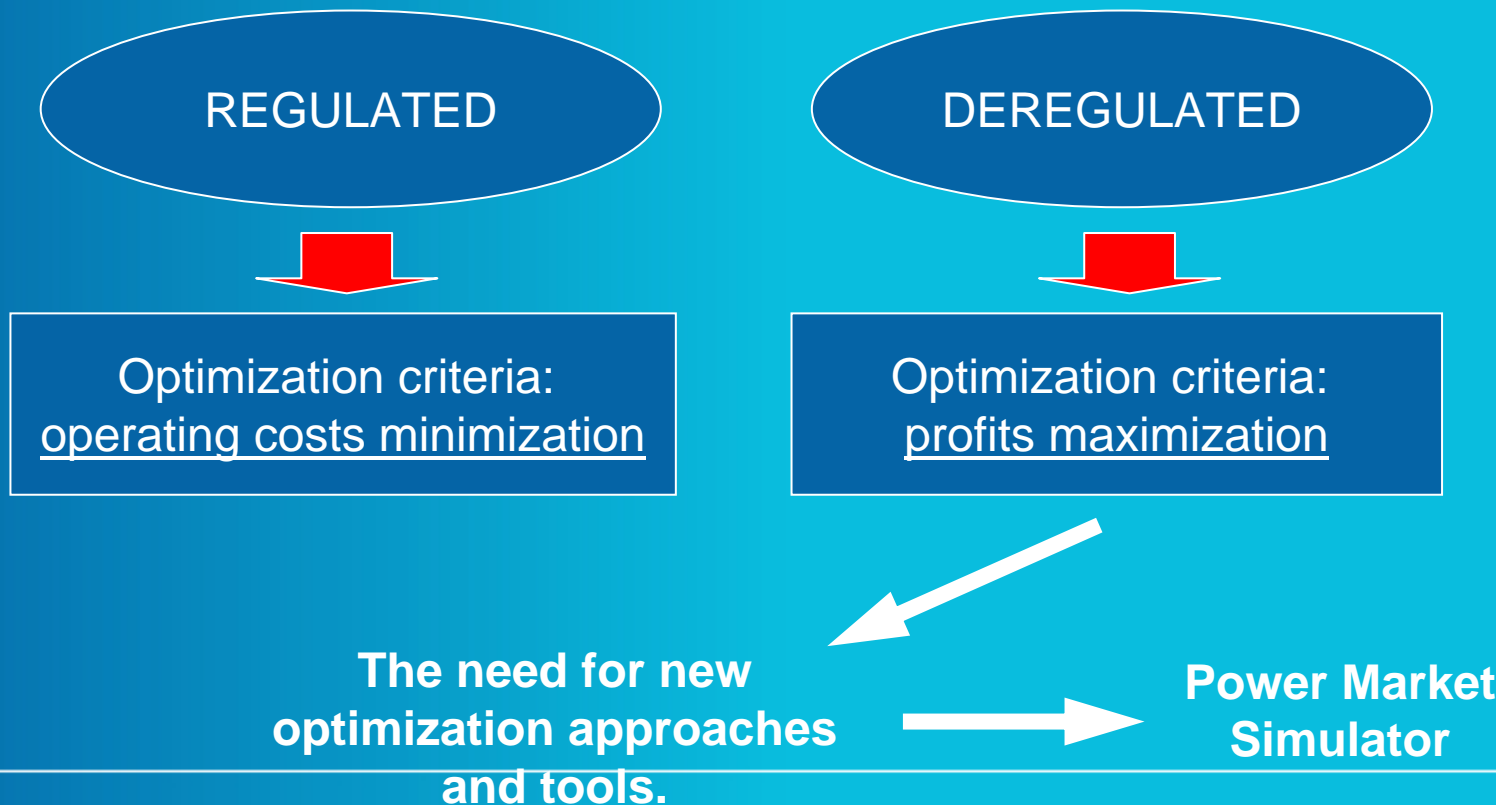 REGULATED
DEREGULATED
Optimization criteria:
operating costs minimization
Optimization criteria:
profits maximization
The need for new
optimization approaches
and tools.
Power Market
Simulator